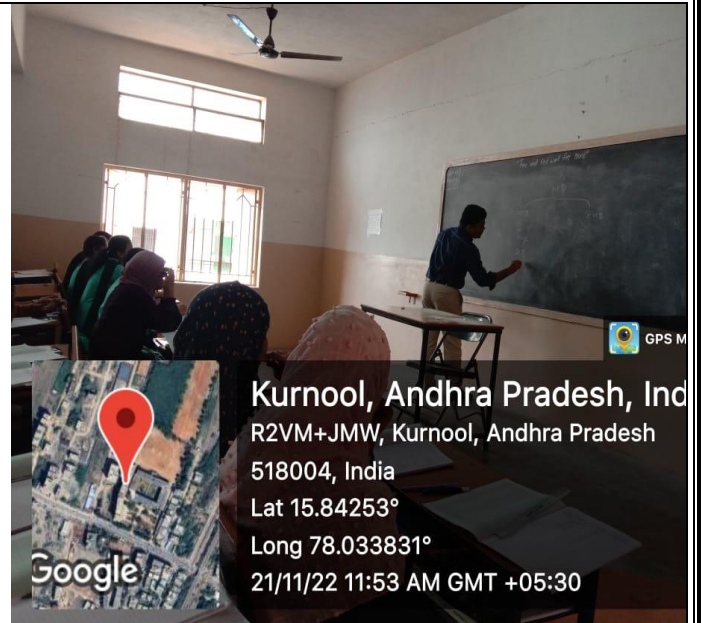 GPS M
Kurnool, Andhra Pradesh, Ind
R2VM+JMW, Kurnool, Andhra Pradesh
518004, India
Lat 15.84253°
Long 78.033831°
21/11/22 11:53 AM GMT +05:30
Google